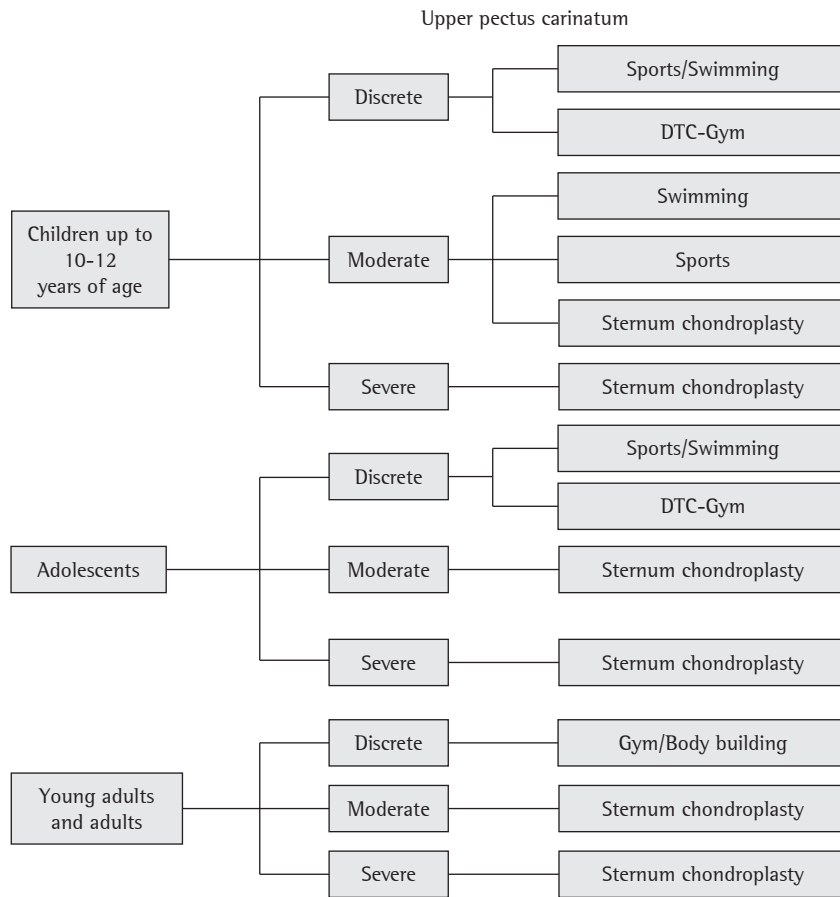 Upper pectus carinatum
Children up to
10-12
years of age
Discrete
Sports/Swimming
DTC-Gym
Moderate
Swimming
Sports
Sternum chondroplasty
Severe
Sternum chondroplasty
Adolescents
Discrete
Sports/Swimming
DTC-Gym
Moderate
Sternum chondroplasty
Severe
Sternum chondroplasty
Young adults
and adults
Discrete
Gym/Body building
Moderate
Sternum chondroplasty
Severe
Sternum chondroplasty